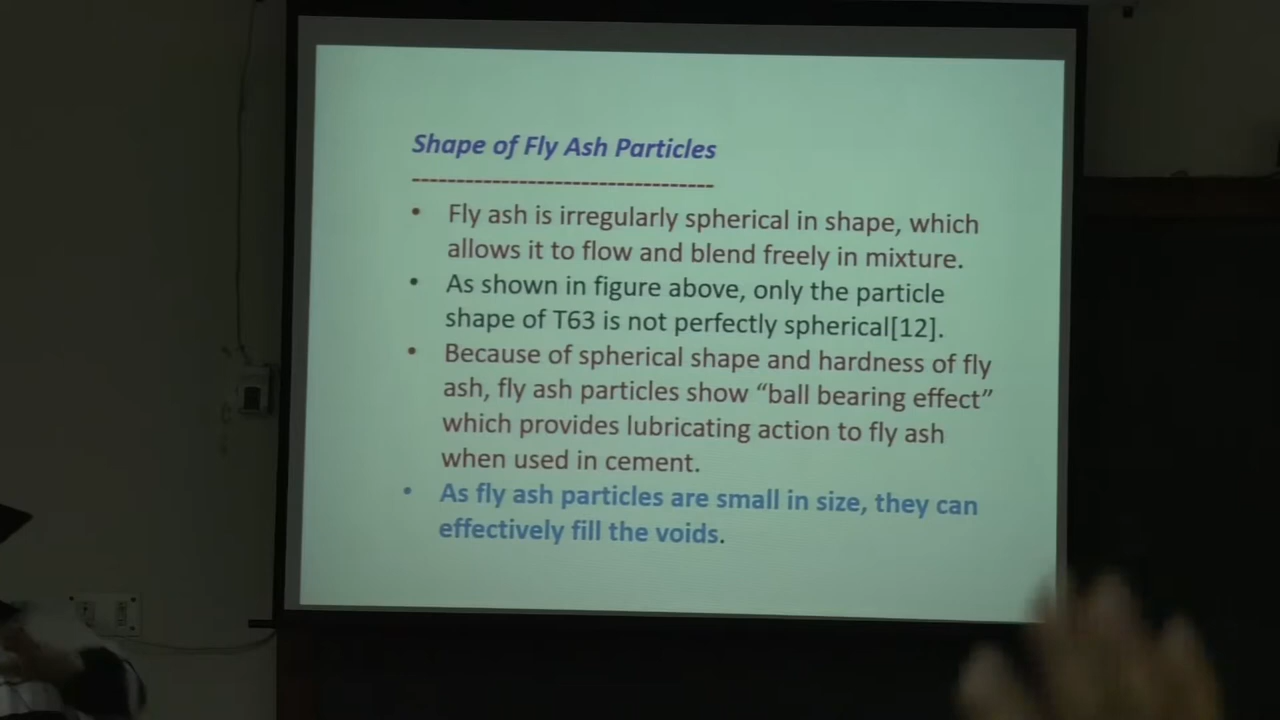 Shape of Fly Ash Particles
---------------------------------
• Fly ash is irregularly spherical in shape, which
allows it to flow and blend freely in mixture.
• As shown in figure above, only the particle
shape of T63 is not perfectly spherical[12].
• Because of spherical shape and hardness of fly
ash, fly ash particles show “ball bearing effect”
which provides lubricating action to fly ash
when used in cement.
• As fly ash particles are small in size, they can
effectively fill the voids.